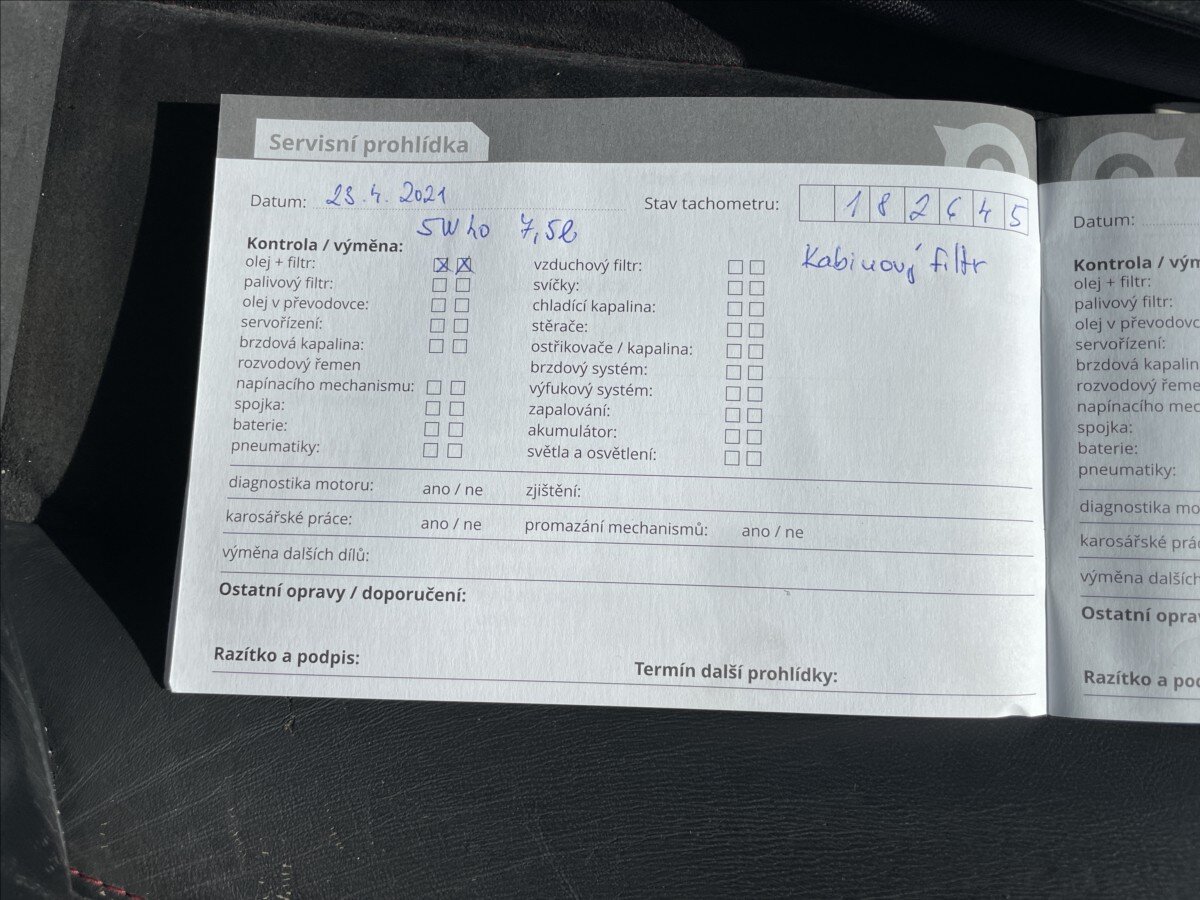 Servisní prohlídka
Datum: 23.4.2021 Stav tachometru: 182645
5W40 7,5l
Kontrola / výměna:
olej + filtr: ☒☒ vzduchový filtr: ☐☐ Kabinový filtr
palivový filtr: ☐☐ svíčky: ☐☐
olej v převodovce: ☐☐ chladící kapalina: ☐☐
servořízení: ☐☐ stěrače: ☐☐
brzdová kapalina: ☐☐ ostřikovače / kapalina: ☐☐
rozvodový řemen brzdový systém: ☐☐
napínacího mechanismu: ☐☐ výfukový systém: ☐☐
spojka: ☐☐ zapalování: ☐☐
baterie: ☐☐ akumulátor: ☐☐
pneumatiky: ☐☐ světla a osvětlení: ☐☐
diagnostika motoru: ano / ne zjištění:
karosářské práce: ano / ne promazání mechanismů: ano / ne
výměna dalších dílů:
Ostatní opravy / doporučení:
Razítko a podpis: Termín další prohlídky:
Datum:
Kontrola / vým
olej + filtr:
palivový filtr:
olej v převodovce
servořízení:
brzdová kapalin
rozvodový řeme
napínacího mec
spojka:
baterie:
pneumatiky:
diagnostika mo
karosářské prác
výměna dalších
Ostatní opra
Razítko a pod